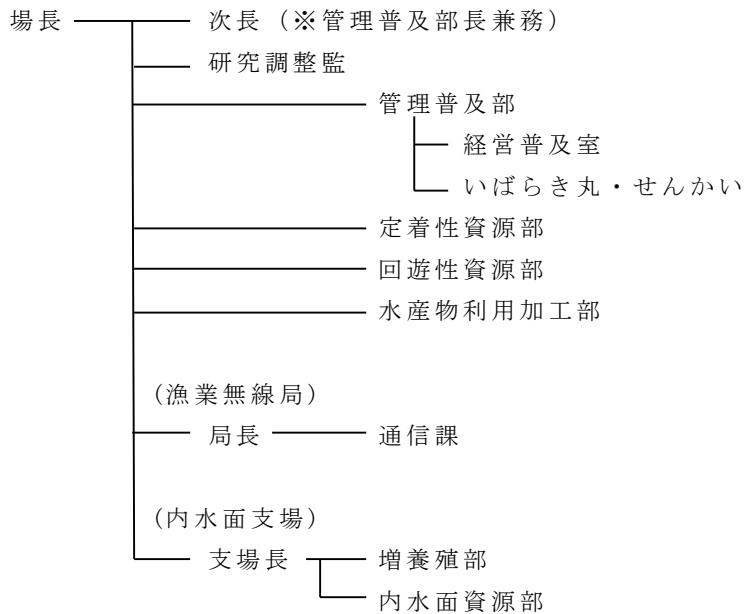 場長 次長（※管理普及部長兼務）
研究調整監
管理普及部
経営普及室
いばらき丸・せんかい
定着性資源部
回遊性資源部
水産物利用加工部
(漁業無線局)
局長 通信課
(内水面支場)
支場長 増養殖部
内水面資源部